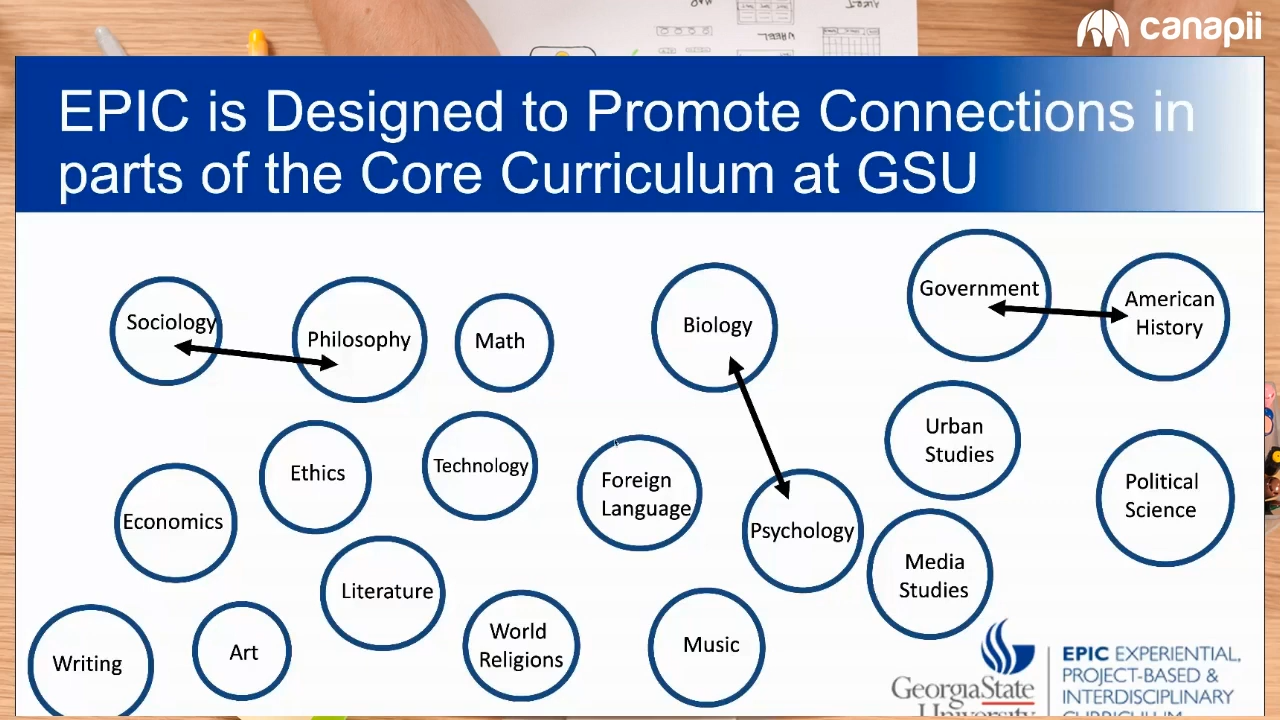 canapii
EPIC is Designed to Promote Connections in
parts of the Core Curriculum at GSU
Sociology
Philosophy
Math
Biology
Government
American
History
Economics
Ethics
Technology
Foreign
Language
Psychology
Urban
Studies
Political
Science
Literature
Media
Studies
Writing
Art
World
Religions
Music
GeorgiaState
University
EPIC EXPERIENTIAL,
PROJECT-BASED &
INTERDISCIPLINARY
CURRICULUM